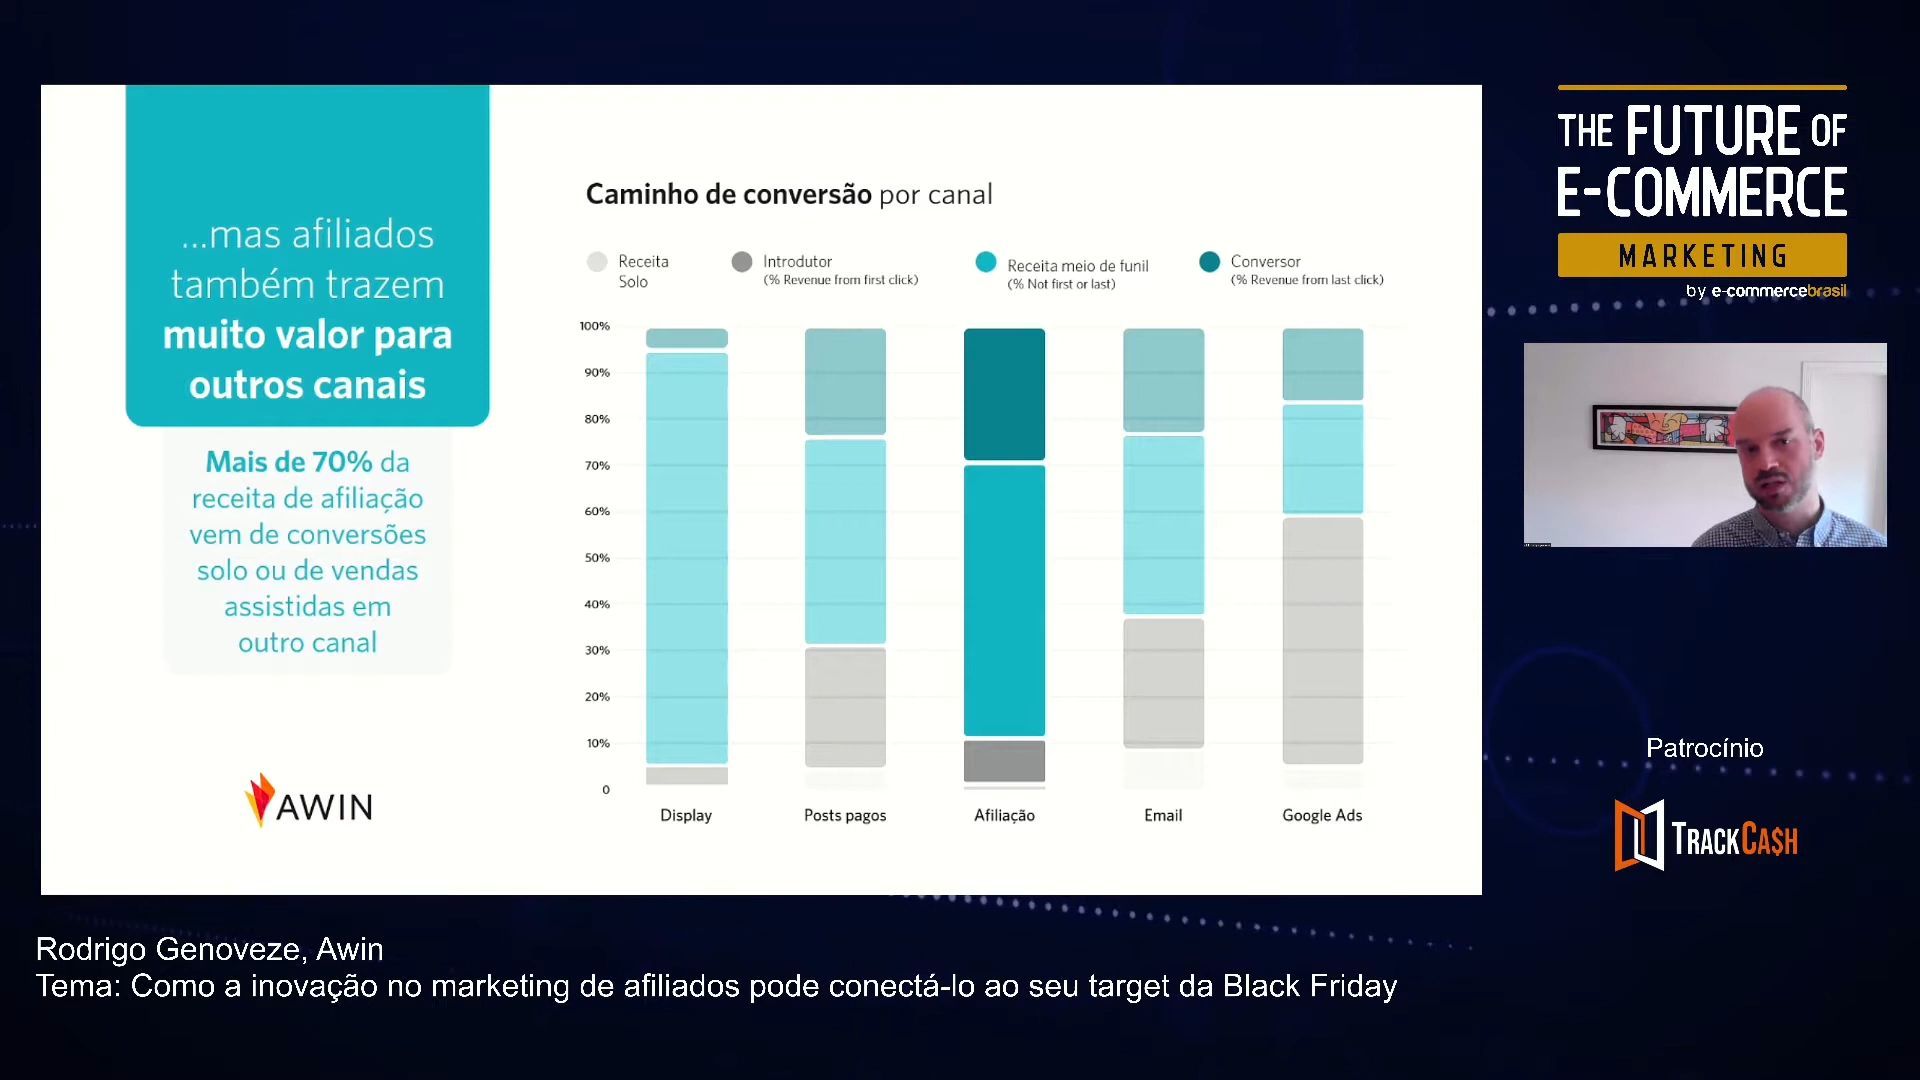 ...mas afiliados
também trazem
muito valor para
outros canais
Mais de 70% da
receita de afiliação
vem de conversões
solo ou de vendas
assistidas em
outro canal
AWIN
Caminho de conversão por canal
Receita
Solo
Introdutor
(% Revenue from first click)
Receita meio de funil
(% Not first or last)
Conversor
(% Revenue from last click)
100%
90%
80%
70%
60%
50%
40%
30%
20%
10%
0
Display
Posts pagos
Afiliação
Email
Google Ads
THE FUTURE OF
E-COMMERCE
MARKETING
by e-commercebrasil
Patrocínio
TRACKCA$H
Rodrigo Genoveze, Awin
Tema: Como a inovação no marketing de afiliados pode conectá-lo ao seu target da Black Friday